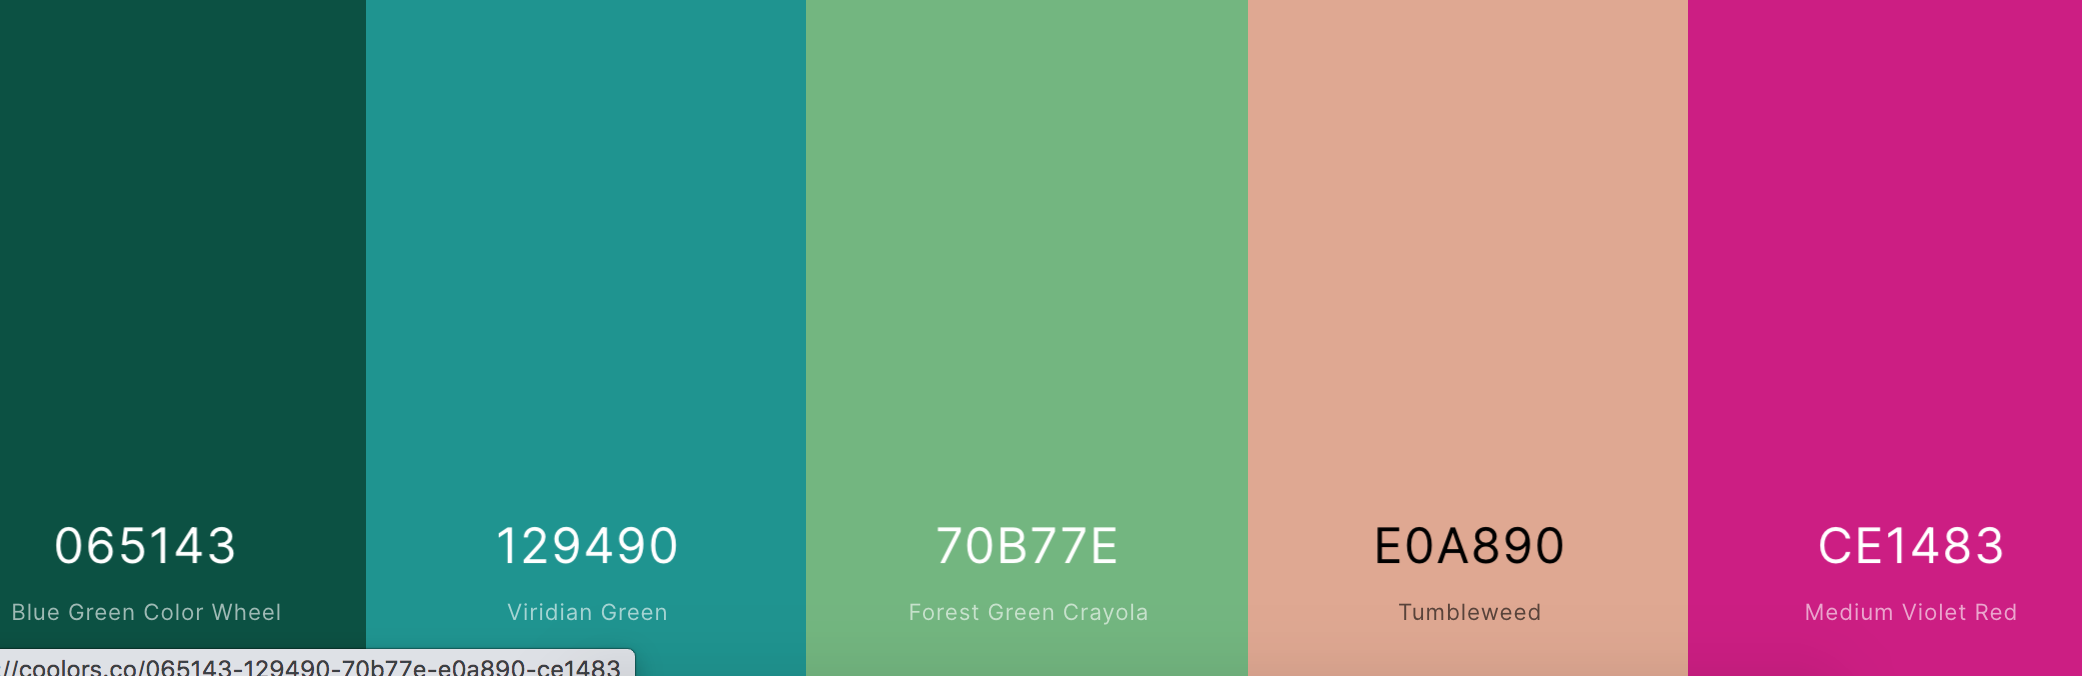 065143
Blue Green Color Wheel
129490
Viridian Green
70B77E
Forest Green Crayola
E0A890
Tumbleweed
CE1483
Medium Violet Red
://coolors.co/065143-129490-70b77e-e0a890-ce1483